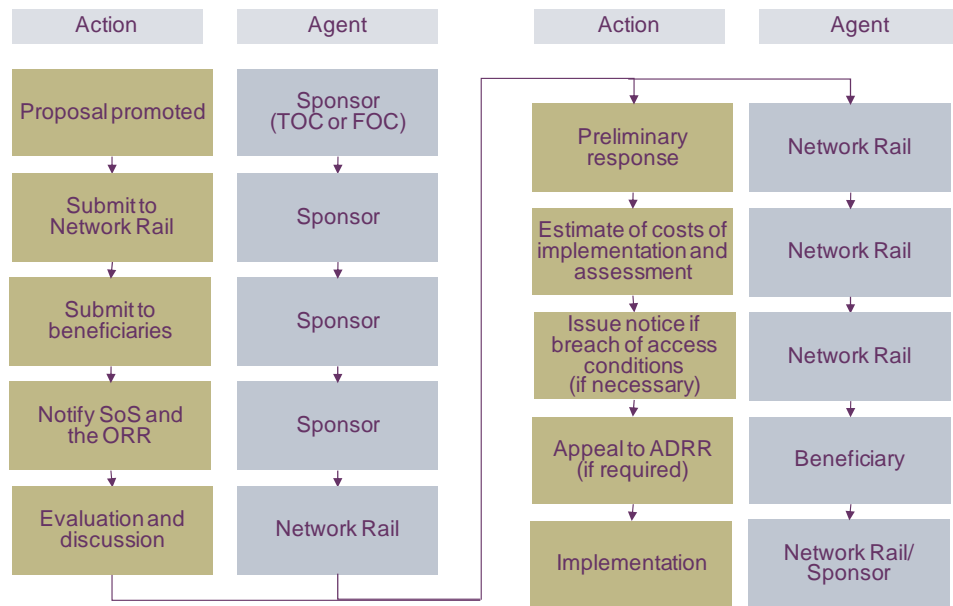 Action
Agent
Proposal promoted
Sponsor
(TOC or FOC)
Submit to
Network Rail
Sponsor
Submit to
beneficiaries
Sponsor
Notify SoS and
the ORR
Sponsor
Evaluation and
discussion
Network Rail
Action
Agent
Preliminary
response
Network Rail
Estimate of costs of
implementation and
assessment
Network Rail
Issue notice if
breach of access
conditions
(if necessary)
Network Rail
Appeal to ADRR
(if required)
Beneficiary
Implementation
Network Rail/
Sponsor